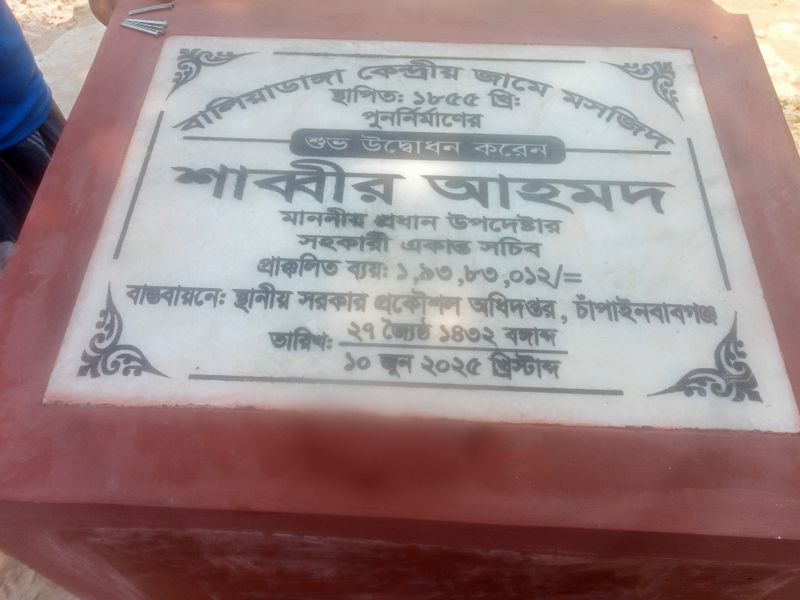 বালিয়াডাঙ্গা কেন্দ্রীয় জামে মসজিদ
স্থাপিত: ১৮৫৫ খ্রি:
পুনর্নির্মাণের
শুভ উদ্বোধন করেন
শাব্বীর আহমদ
মাননীয় প্রধান উপদেষ্টার
সহকারী একান্ত সচিব
প্রাক্কলিত ব্যয়: ১,৯৩,৮৩,০১২/=
বাস্তবায়নে: স্থানীয় সরকার প্রকৌশল অধিদপ্তর, চাঁপাইনবাবগঞ্জ
তারিখ: ২৭ জ্যৈষ্ঠ ১৪৩২ বঙ্গাব্দ
১০ জুন ২০২৫ খ্রিস্টাব্দ